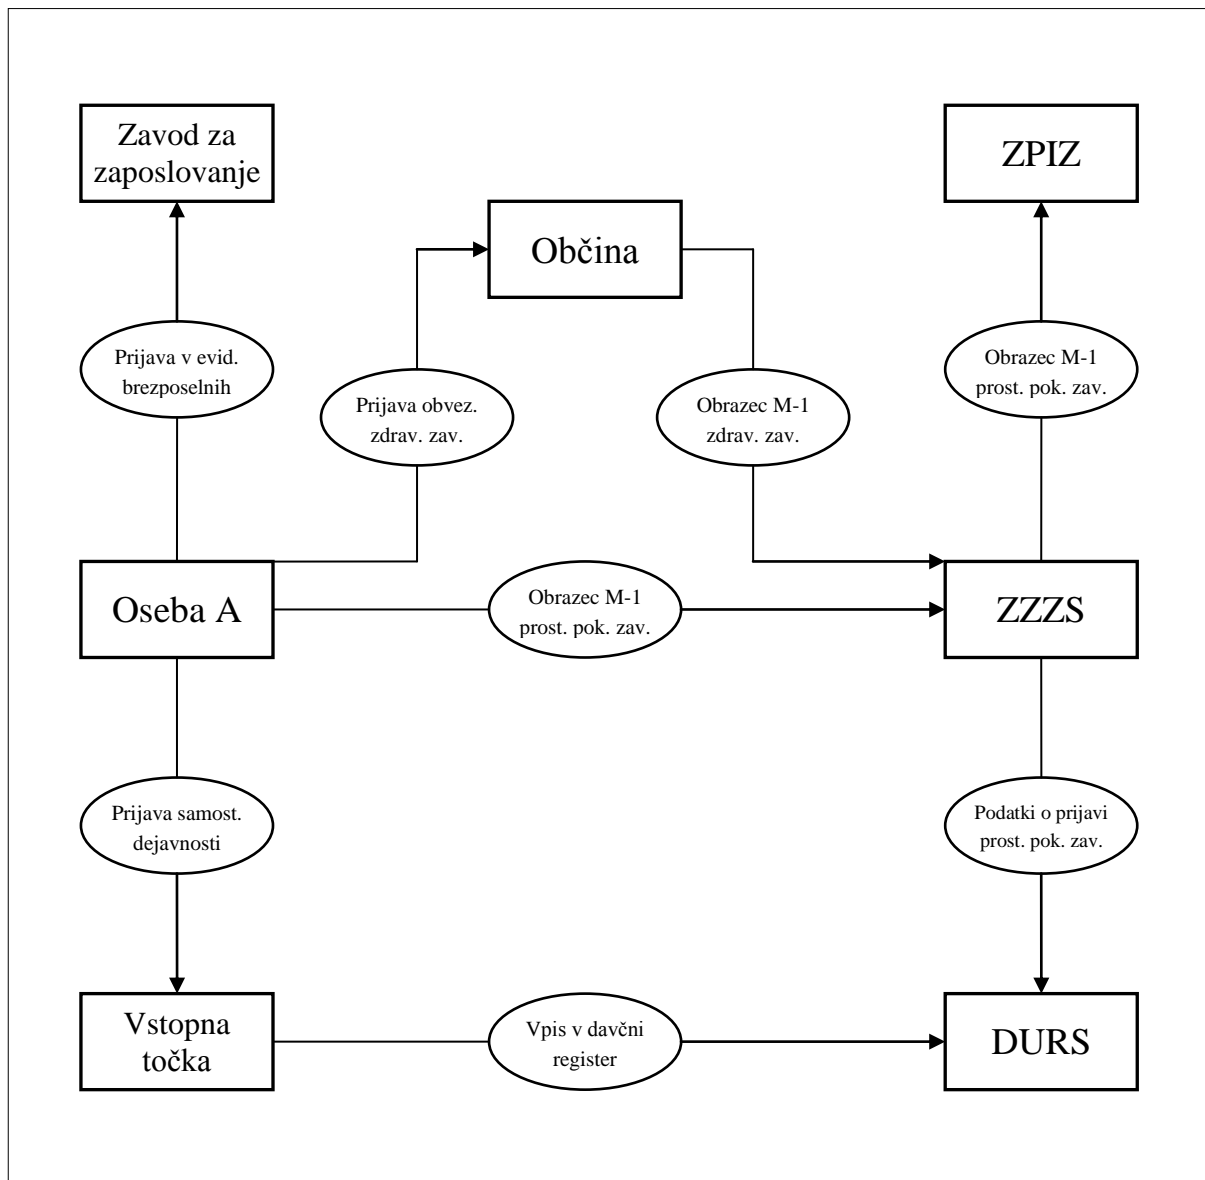 Zavod za
zaposlovanje
ZPIZ
Občina
Prijava v evid.
brezposelnih
Obrazec M-1
prost. pok. zav.
Prijava obvez.
zdrav. zav.
Obrazec M-1
zdrav. zav.
Oseba A
Obrazec M-1
prost. pok. zav.
ZZZS
Prijava samost.
dejavnosti
Podatki o prijavi
prost. pok. zav.
Vstopna
točka
Vpis v davčni
register
DURS